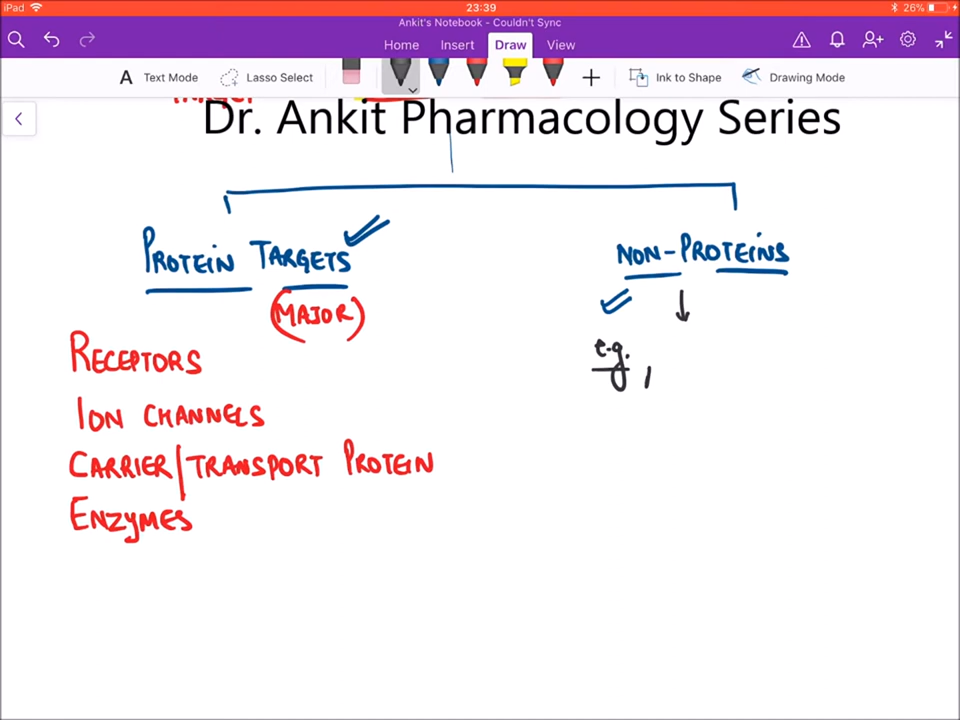 iPad 23:39 26%
Ankit's Notebook - Couldn't Sync
Home Insert Draw View
Text Mode Lasso Select Ink to Shape Drawing Mode
Target
Dr. Ankit Pharmacology Series
PROTEIN TARGETS
NON-PROTEINS
(MAJOR)
e.g.
RECEPTORS
ION CHANNELS
CARRIER/TRANSPORT PROTEIN
ENZYMES